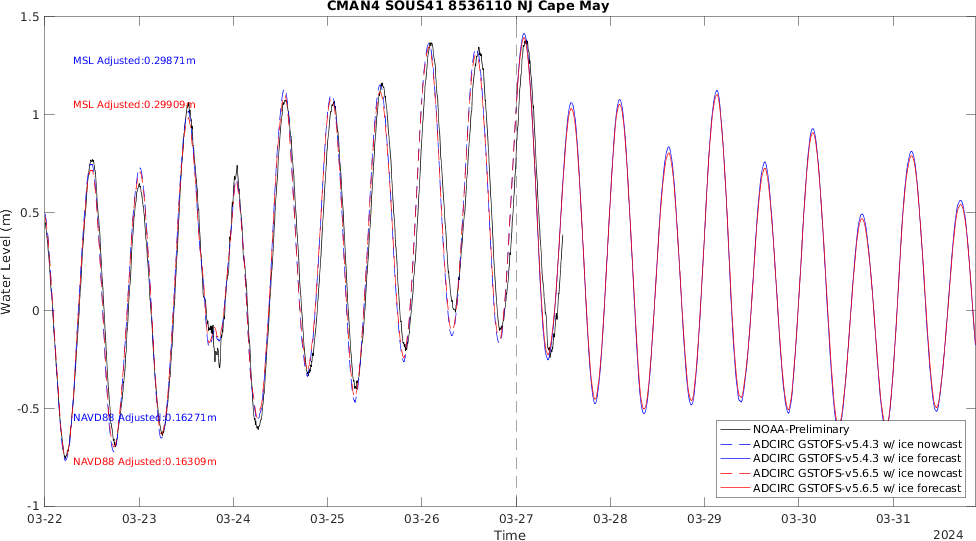 CMAN4 SOUS41 8536110 NJ Cape May
1.5
1
0.5
0
-0.5
-1
Water Level (m)
MSL Adjusted:0.29871m
MSL Adjusted:0.29909m
NAVD88 Adjusted:0.16271m
NAVD88 Adjusted:0.16309m
NOAA-Preliminary
ADCIRC GSTOFS-v5.4.3 w/ ice nowcast
ADCIRC GSTOFS-v5.4.3 w/ ice forecast
ADCIRC GSTOFS-v5.6.5 w/ ice nowcast
ADCIRC GSTOFS-v5.6.5 w/ ice forecast
03-22 03-23 03-24 03-25 03-26 03-27 03-28 03-29 03-30 03-31
Time
2024